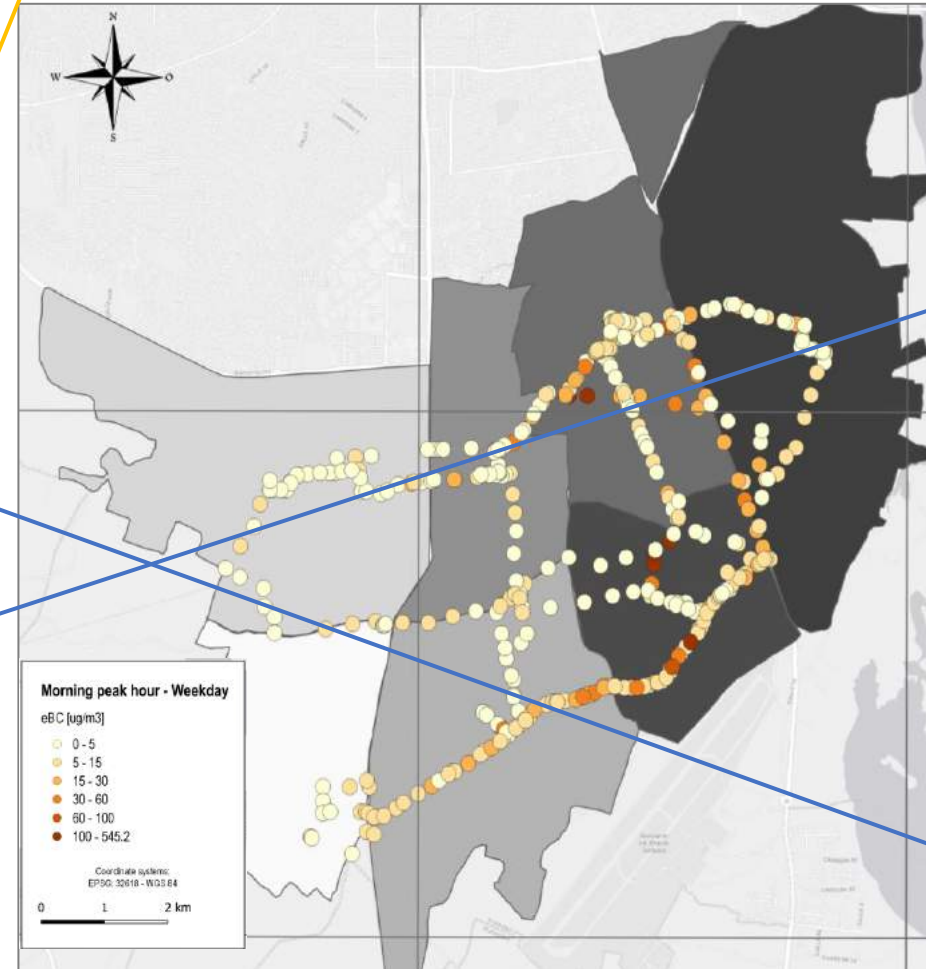 N
W
O
S
Morning peak hour - Weekday
eBC [ug/m3]
0 - 5
5 - 15
15 - 30
30 - 60
60 - 100
100 - 545.2
Coordinate systems:
EPSG: 32618 - WGS 84
0 1 2 km